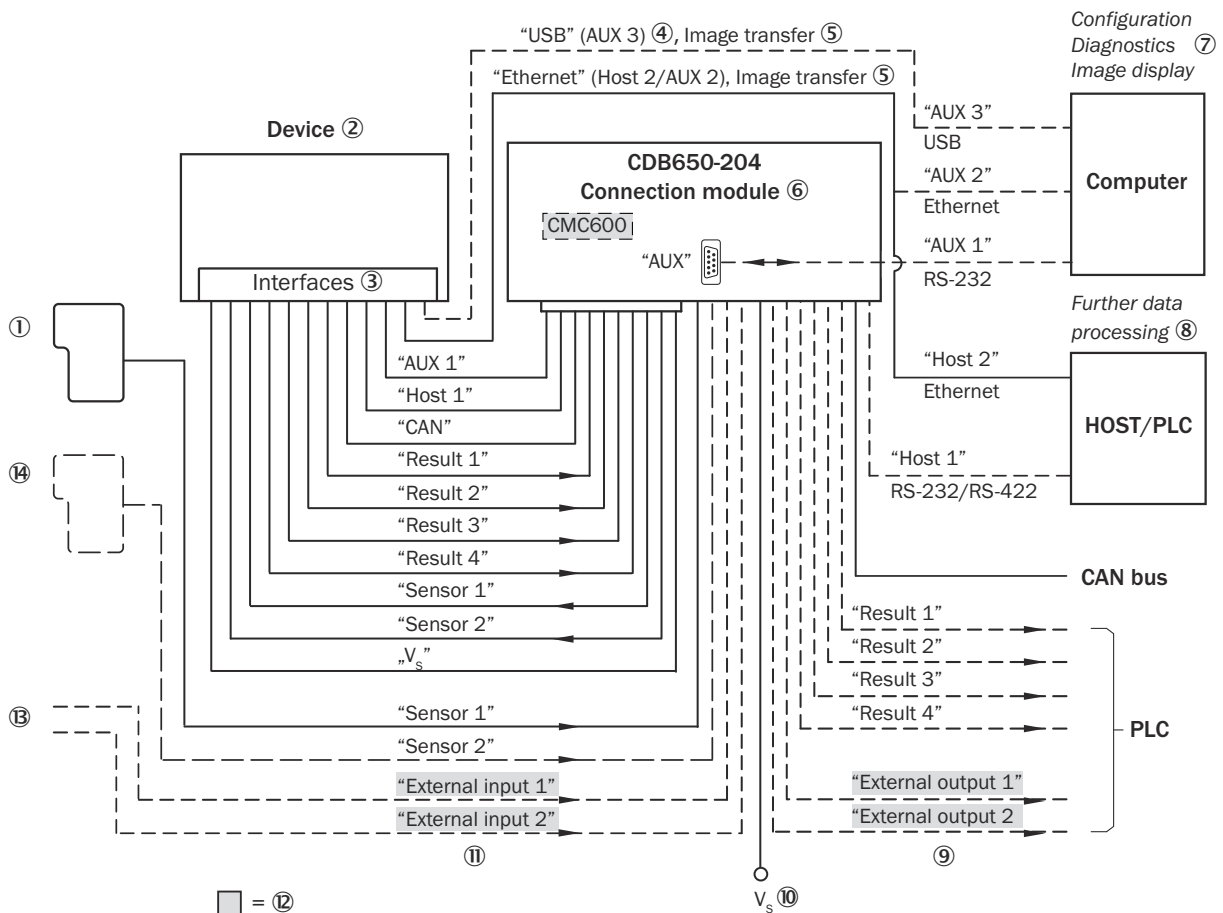 “USB” (AUX 3) ④, Image transfer ⑤
“Ethernet” (Host 2/AUX 2), Image transfer ⑤
Configuration
Diagnostics ⑦
Image display
Device ②
Interfaces ③
CDB650-204
Connection module ⑥
CMC600
“AUX”
“AUX 3”
USB
“AUX 2”
Ethernet
“AUX 1”
RS-232
Computer
Further data
processing ⑧
“Host 2”
Ethernet
“Host 1”
RS-232/RS-422
HOST/PLC
①
⑭
⑬
“AUX 1”
“Host 1”
“CAN”
“Result 1”
“Result 2”
“Result 3”
“Result 4”
“Sensor 1”
“Sensor 2”
„Vs”
“Sensor 1”
“Sensor 2”
“External input 1”
“External input 2”
⑪
CAN bus
“Result 1”
“Result 2”
“Result 3”
“Result 4”
PLC
“External output 1”
“External output 2
⑨
Vs ⑩
= ⑫